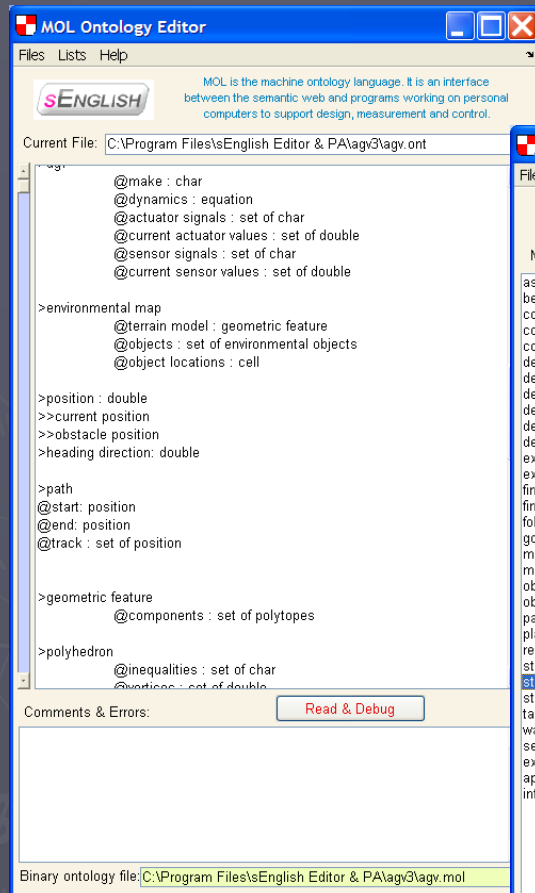 MOL Ontology Editor
Files Lists Help
sENGLISH
MOL is the machine ontology language. It is an interface
between the semantic web and programs working on personal
computers to support design, measurement and control.
Current File: C:\Program Files\sEnglish Editor & PA\agv3\agv.ont
@make : char
@dynamics : equation
@actuator signals : set of char
@current actuator values : set of double
@sensor signals : set of char
@current sensor values : set of double
>environmental map
@terrain model : geometric feature
@objects : set of environmental objects
@object locations : cell
>position : double
>>current position
>>obstacle position
>heading direction: double
>path
@start: position
@end: position
@track : set of position
>geometric feature
@components : set of polytopes
>polyhedron
@inequalities : set of char
@vertices : set of double
Comments & Errors:
Read & Debug
Binary ontology file: C:\Program Files\sEnglish Editor & PA\agv3\agv.mol